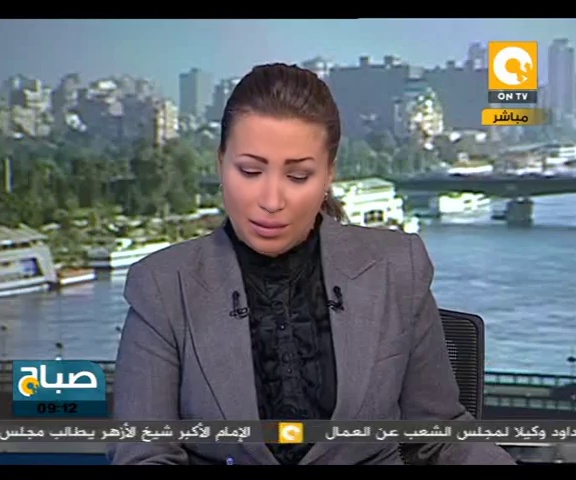 ON TV
مباشر
صباح
09:12
داود وكيلا لمجلس الشعب عن العمال
الإمام الأكبر شيخ الأزهر يطالب مجلس